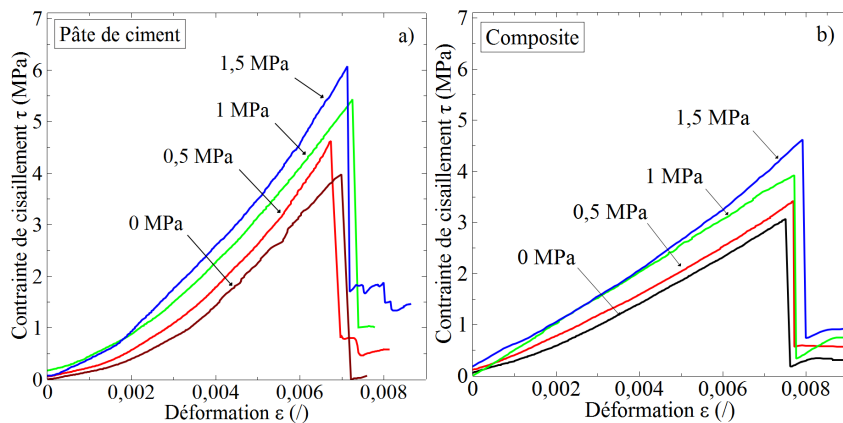 Pâte de ciment
a)
Contrainte de cisaillement τ (MPa)
7
6
5
4
3
2
1
0
1,5 MPa
1 MPa
0,5 MPa
0 MPa
0 0,002 0,004 0,006 0,008
Déformation ε (/)
Composite
b)
Contrainte de cisaillement τ (MPa)
7
6
5
4
3
2
1
0
1,5 MPa
1 MPa
0,5 MPa
0 MPa
0 0,002 0,004 0,006 0,008
Déformation ε (/)